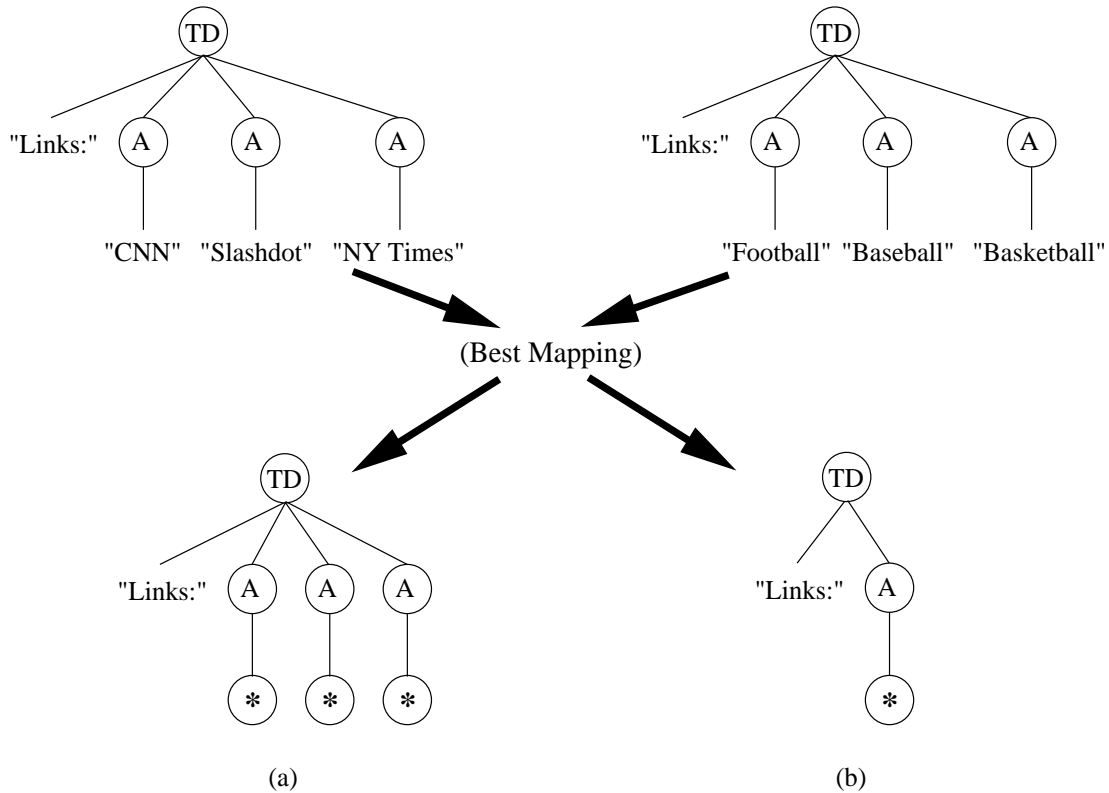 TD TD
"Links:" A A A "Links:" A A A
"CNN" "Slashdot" "NY Times" "Football" "Baseball" "Basketball"
(Best Mapping)
TD TD
"Links:" A A A "Links:" A
* * * *
(a) (b)